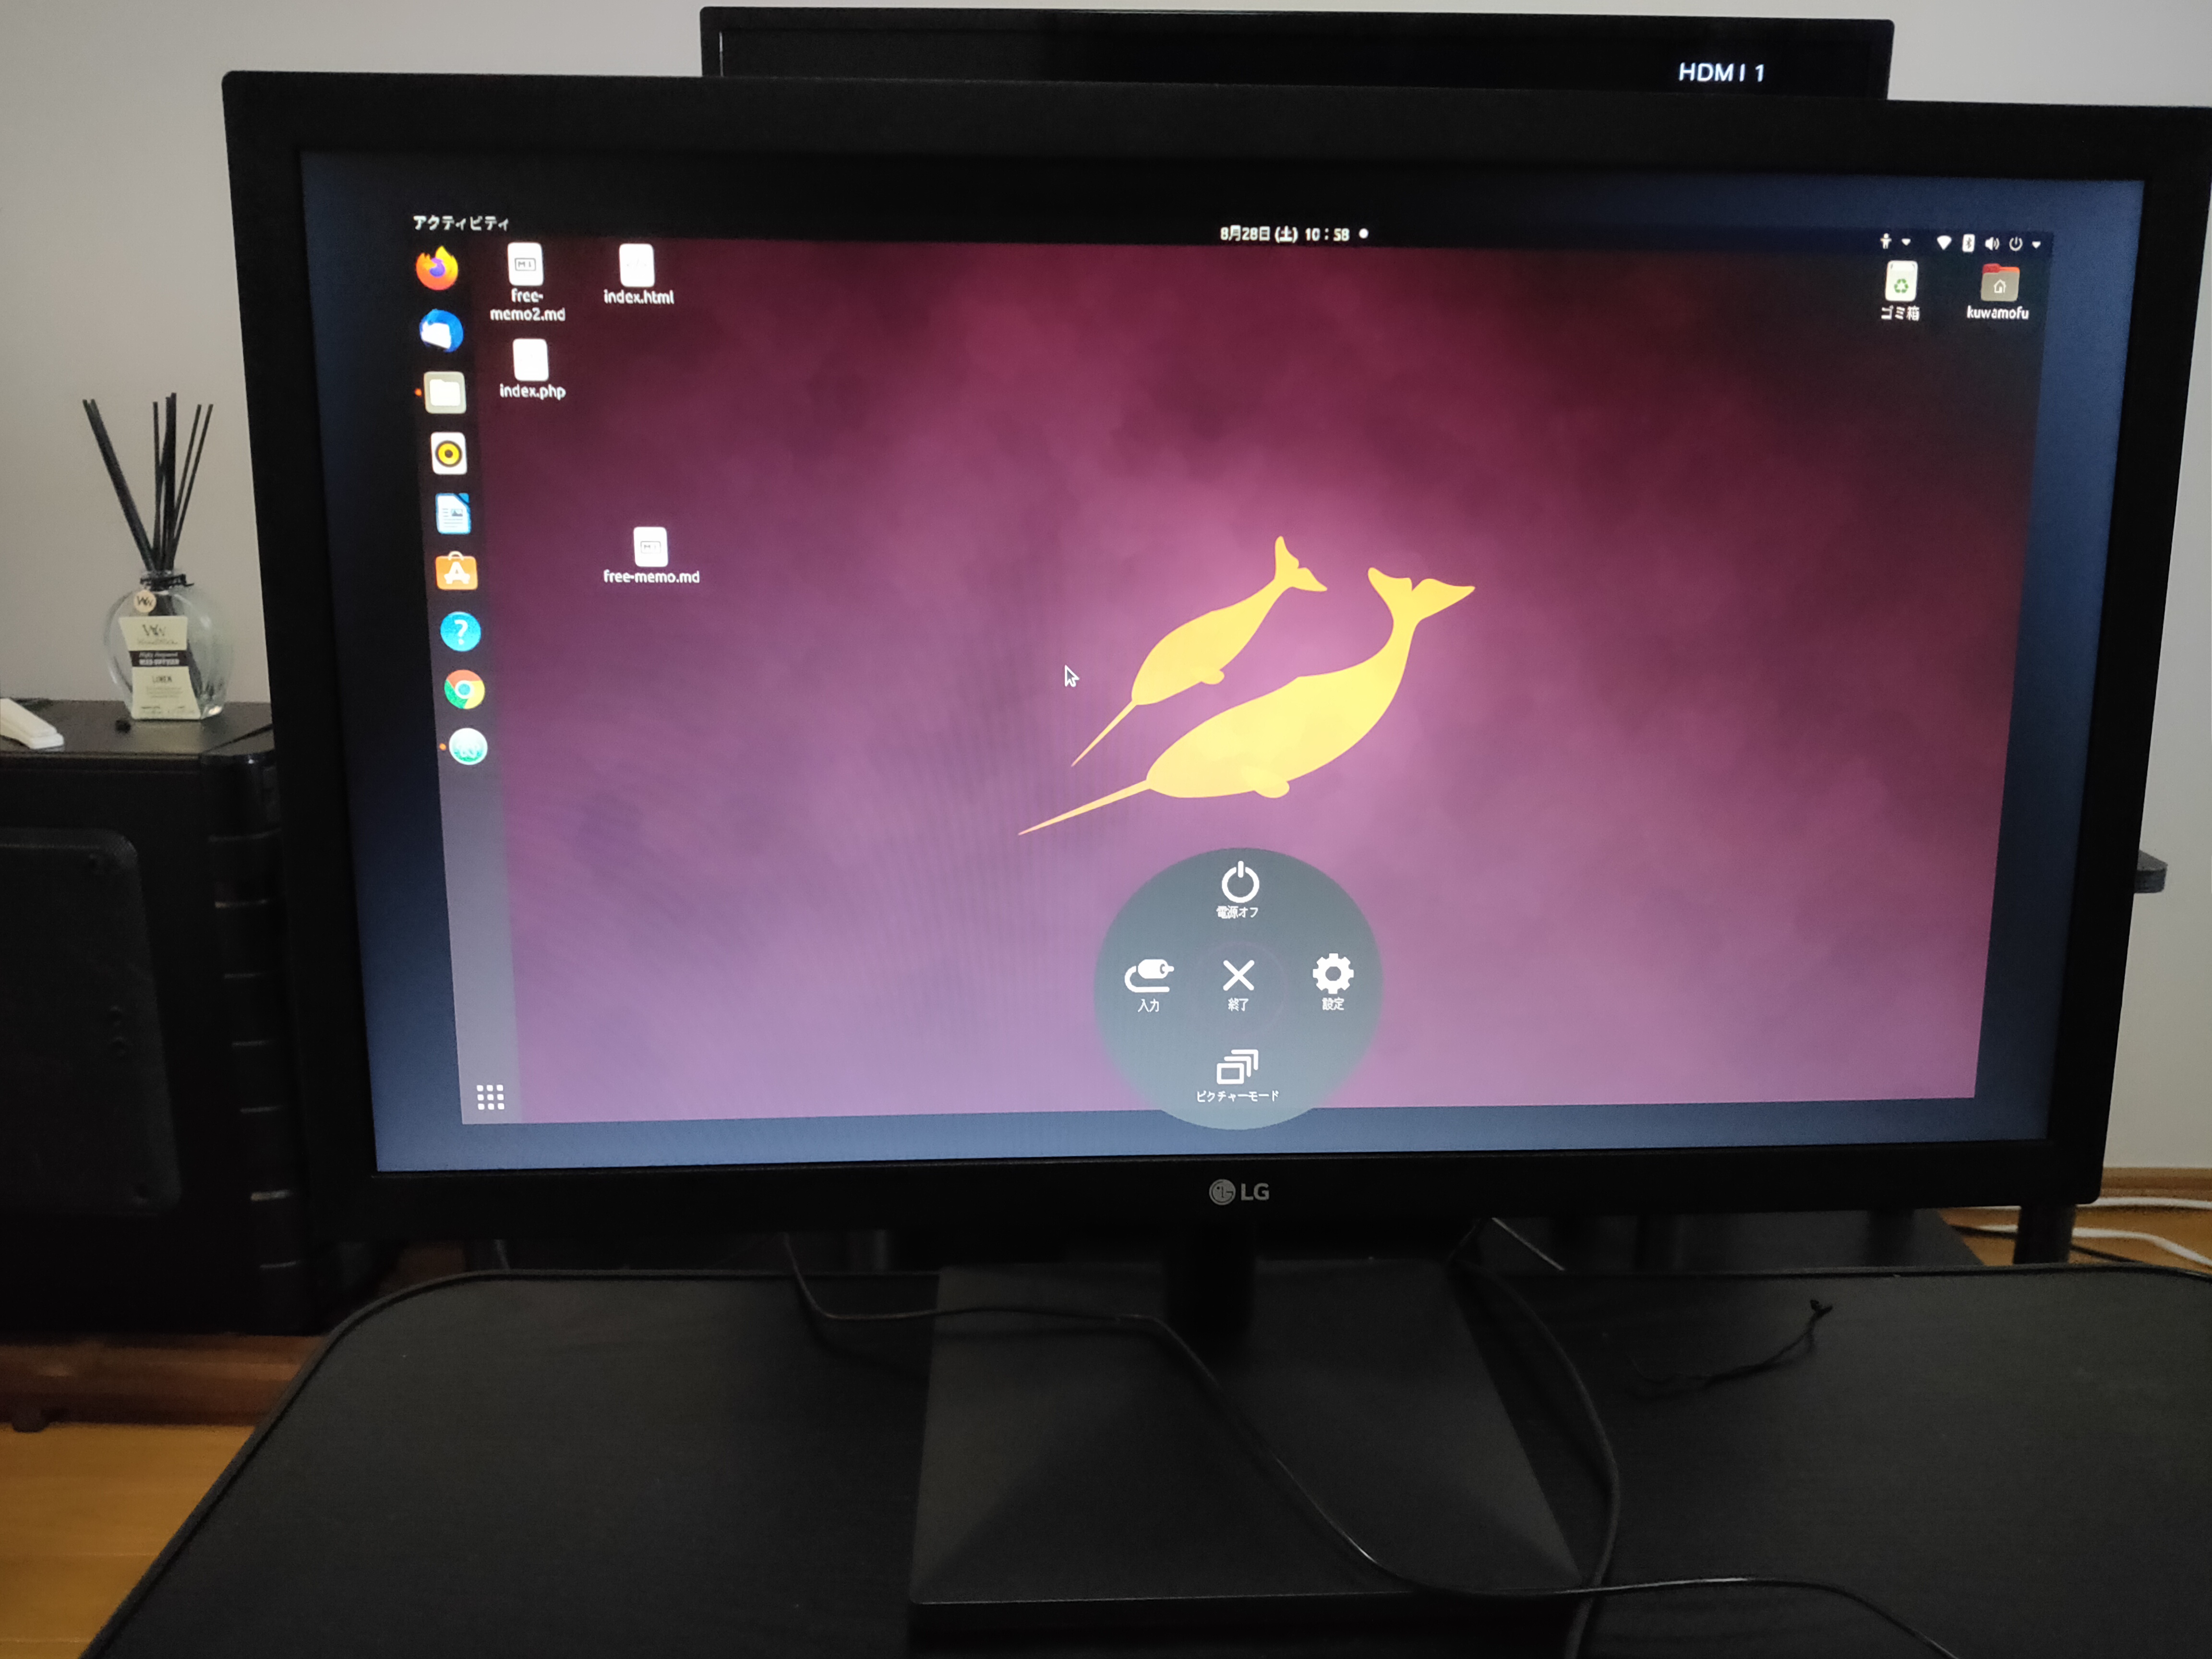 HDMI 1
アクティビティ
8月28日 (土) 10:58
free-
memo2.md
index.html
ゴミ箱
kuwamofu
index.php
free-memo.md
電源オフ
入力
終了
設定
ピクチャーモード
LG
WW
LINEN